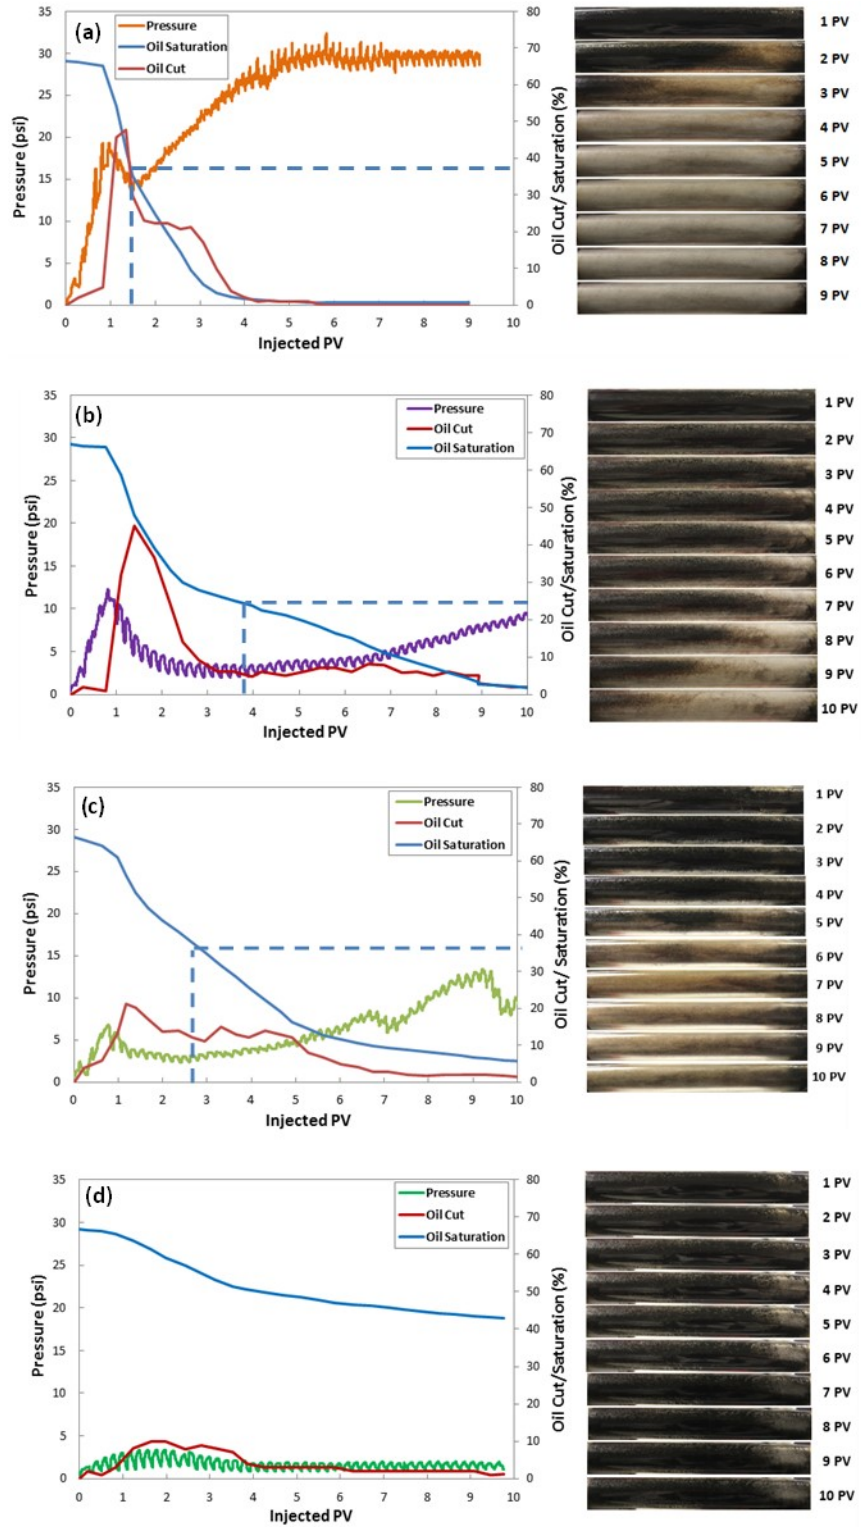 (a)
Pressure
Oil Saturation
Oil Cut
35
30
25
20
15
10
5
0
Pressure (psi)
0 1 2 3 4 5 6 7 8 9 10
Injected PV
80
70
60
50
40
30
20
10
0
Oil Cut/ Saturation (%)
1 PV
2 PV
3 PV
4 PV
5 PV
6 PV
7 PV
8 PV
9 PV
(b)
Pressure
Oil Cut
Oil Saturation
35
30
25
20
15
10
5
0
Pressure (psi)
0 1 2 3 4 5 6 7 8 9 10
Injected PV
80
70
60
50
40
30
20
10
0
Oil Cut/Saturation (%)
1 PV
2 PV
3 PV
4 PV
5 PV
6 PV
7 PV
8 PV
9 PV
10 PV
(c)
Pressure
Oil Cut
Oil Saturation
35
30
25
20
15
10
5
0
Pressure (psi)
0 1 2 3 4 5 6 7 8 9 10
Injected PV
80
70
60
50
40
30
20
10
0
Oil Cut/ Saturation (%)
1 PV
2 PV
3 PV
4 PV
5 PV
6 PV
7 PV
8 PV
9 PV
10 PV
(d)
Pressure
Oil Cut
Oil Saturation
35
30
25
20
15
10
5
0
Pressure (psi)
0 1 2 3 4 5 6 7 8 9 10
Injected PV
80
70
60
50
40
30
20
10
0
Oil Cut/Saturation (%)
1 PV
2 PV
3 PV
4 PV
5 PV
6 PV
7 PV
8 PV
9 PV
10 PV